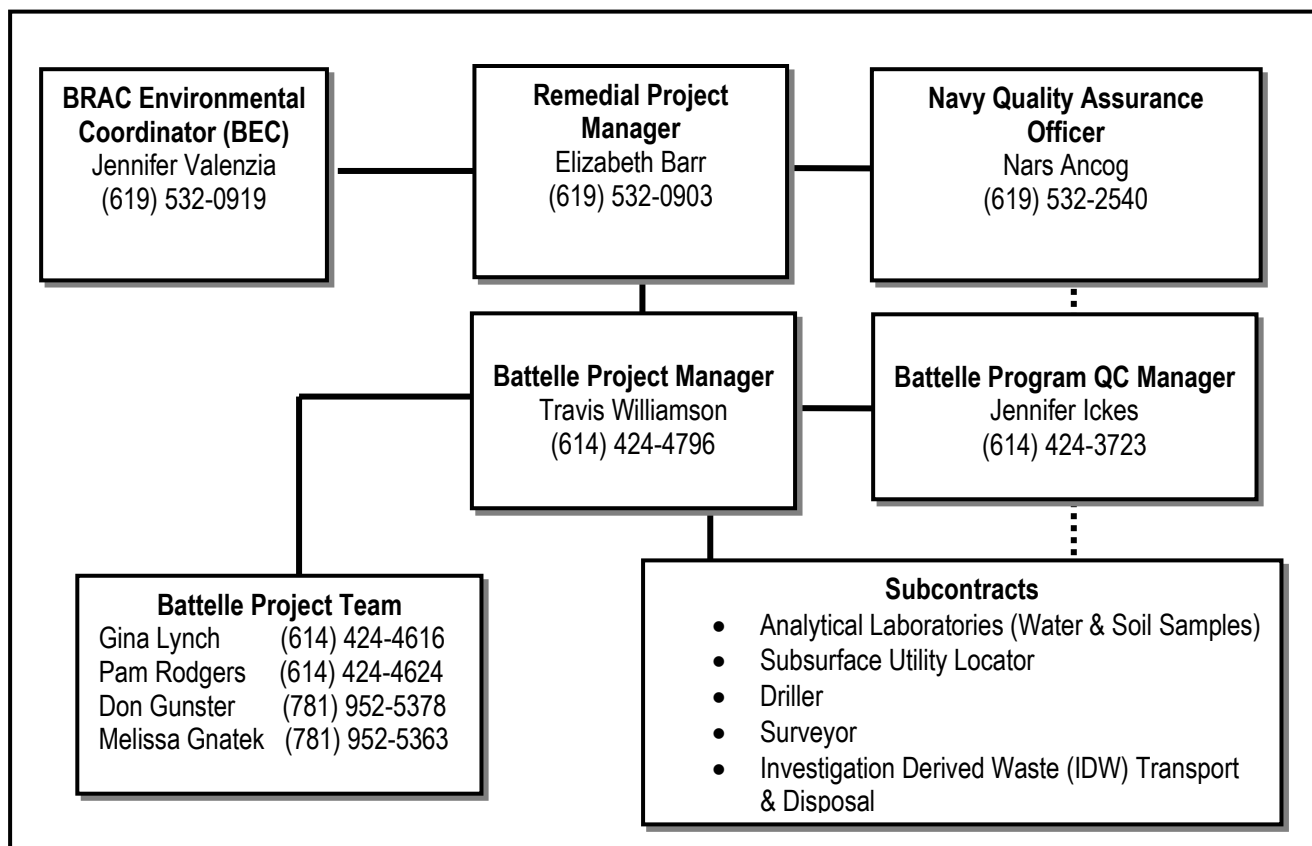 BRAC Environmental
Coordinator (BEC)
Jennifer Valenzia
(619) 532-0919
Remedial Project
Manager
Elizabeth Barr
(619) 532-0903
Navy Quality Assurance
Officer
Nars Ancog
(619) 532-2540
Battelle Project Manager
Travis Williamson
(614) 424-4796
Battelle Program QC Manager
Jennifer Ickes
(614) 424-3723
Battelle Project Team
Gina Lynch (614) 424-4616
Pam Rodgers (614) 424-4624
Don Gunster (781) 952-5378
Melissa Gnatek (781) 952-5363
Subcontracts
• Analytical Laboratories (Water & Soil Samples)
• Subsurface Utility Locator
• Driller
• Surveyor
• Investigation Derived Waste (IDW) Transport
& Disposal